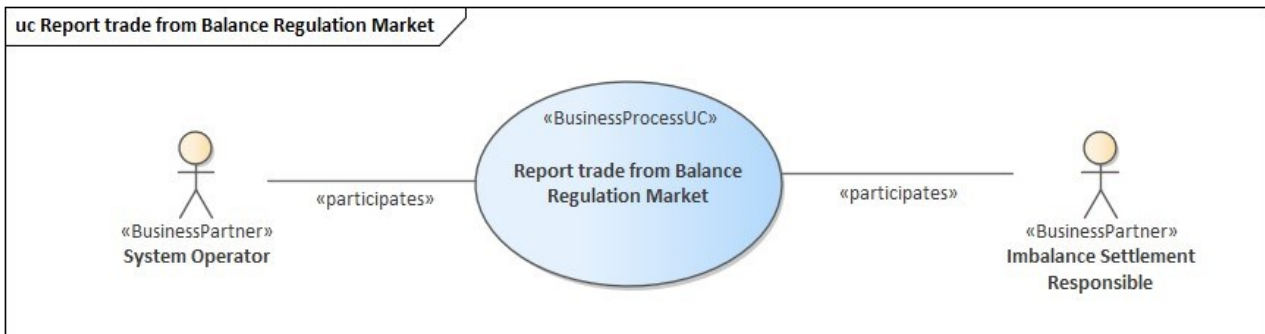 uc Report trade from Balance Regulation Market
«BusinessProcessUC»
Report trade from Balance
Regulation Market
«participates»
«participates»
«BusinessPartner»
System Operator
«BusinessPartner»
Imbalance Settlement
Responsible